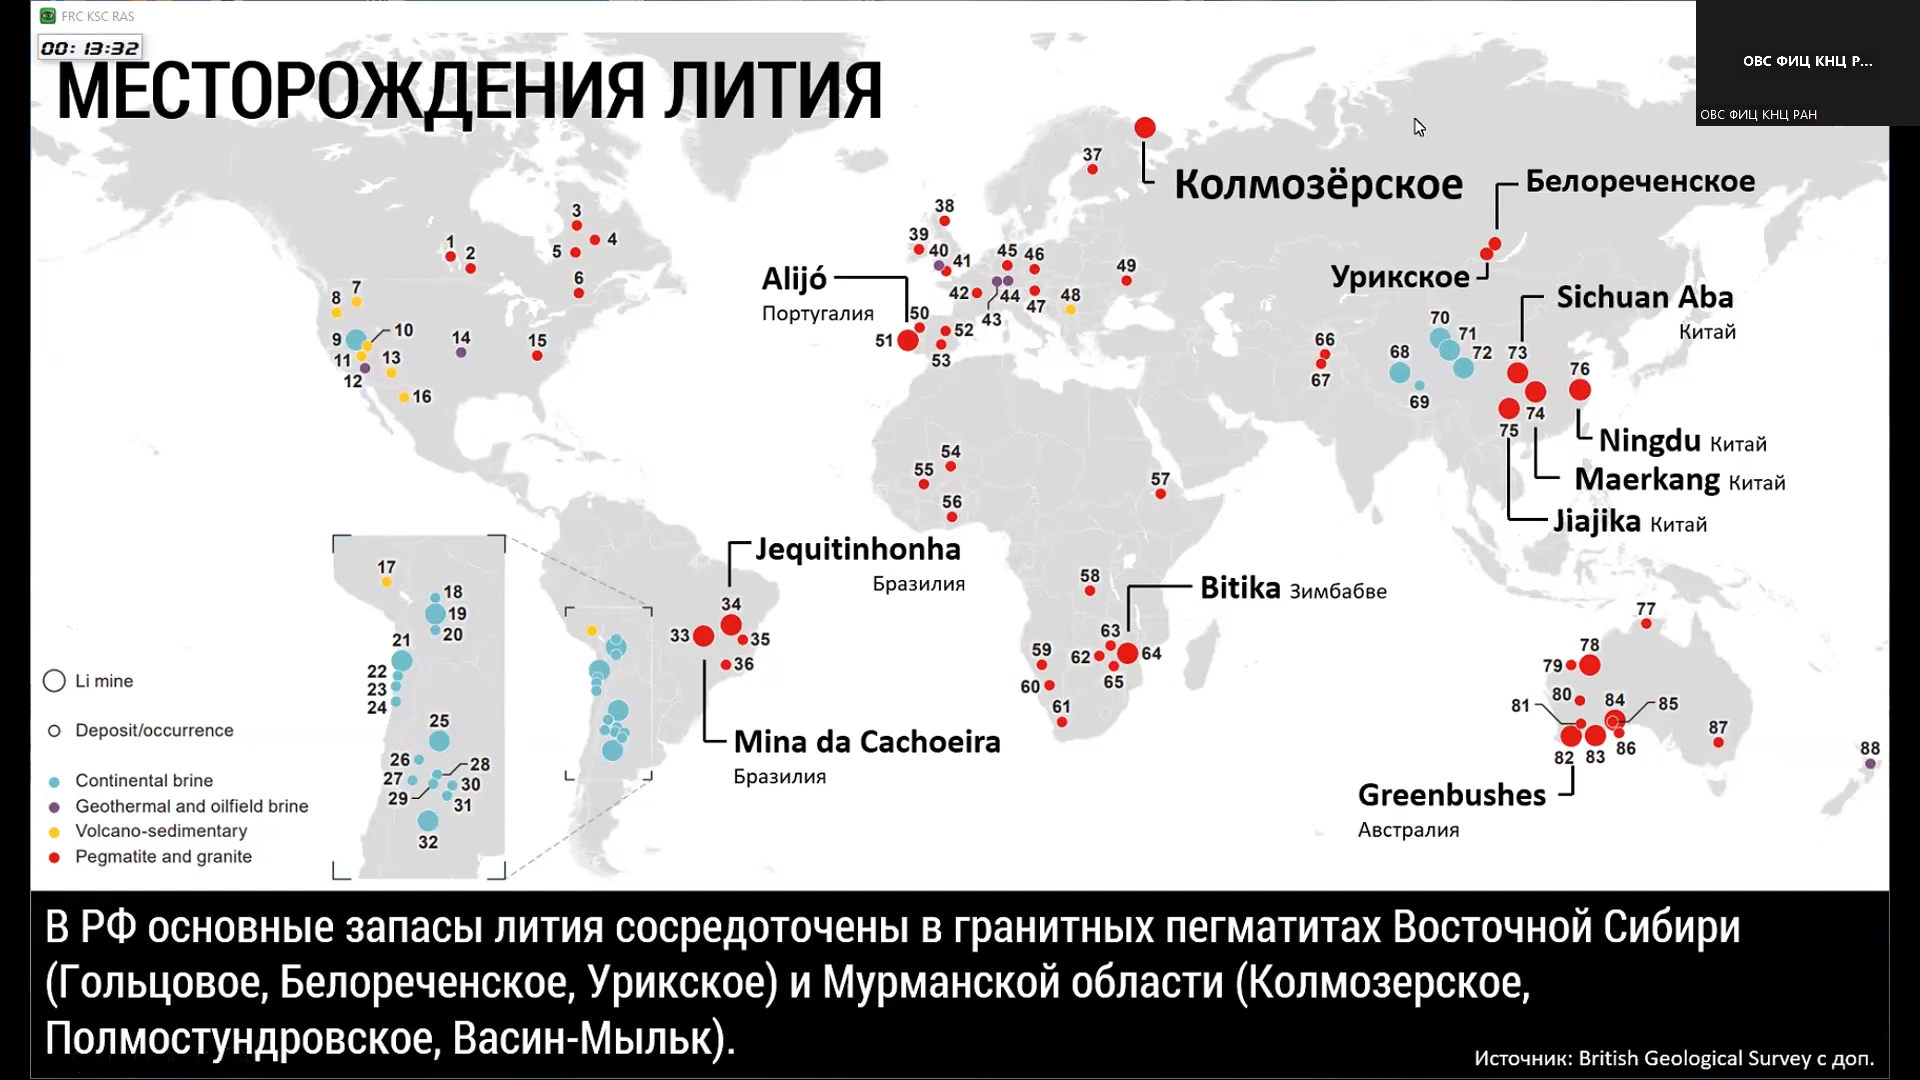 FRC KSC RAS
00: 13:32
МЕСТОРОЖДЕНИЯ ЛИТИЯ
ОВС ФИЦ КНЦ Р...
ОВС ФИЦ КНЦ РАН
37
Колмозёрское
Белореченское
Урикское
38
39
40
41
42
43
44
45
46
47
48
49
3
4
5
6
1
2
7
8
9
10
11
12
13
14
15
16
Alijó
Португалия
50
51
52
53
Sichuan Aba
Китай
66
67
68
69
70
71
72
73
74
75
76
Ningdu Китай
Maerkang Китай
Jiajika Китай
54
55
56
57
58
Jequitinhonha
Бразилия
34
33
35
36
Mina da Cachoeira
Бразилия
Bitika Зимбабве
59
60
61
62
63
64
65
17
18
19
20
21
22
23
24
25
26
27
28
29
30
31
32
77
78
79
80
81
82
83
84
85
86
87
88
Greenbushes
Австралия
Li mine
Deposit/occurrence
Continental brine
Geothermal and oilfield brine
Volcano-sedimentary
Pegmatite and granite
В РФ основные запасы лития сосредоточены в гранитных пегматитах Восточной Сибири
(Гольцовое, Белореченское, Урикское) и Мурманской области (Колмозерское,
Полмостундровское, Васин-Мыльк).
Источник: British Geological Survey с доп.